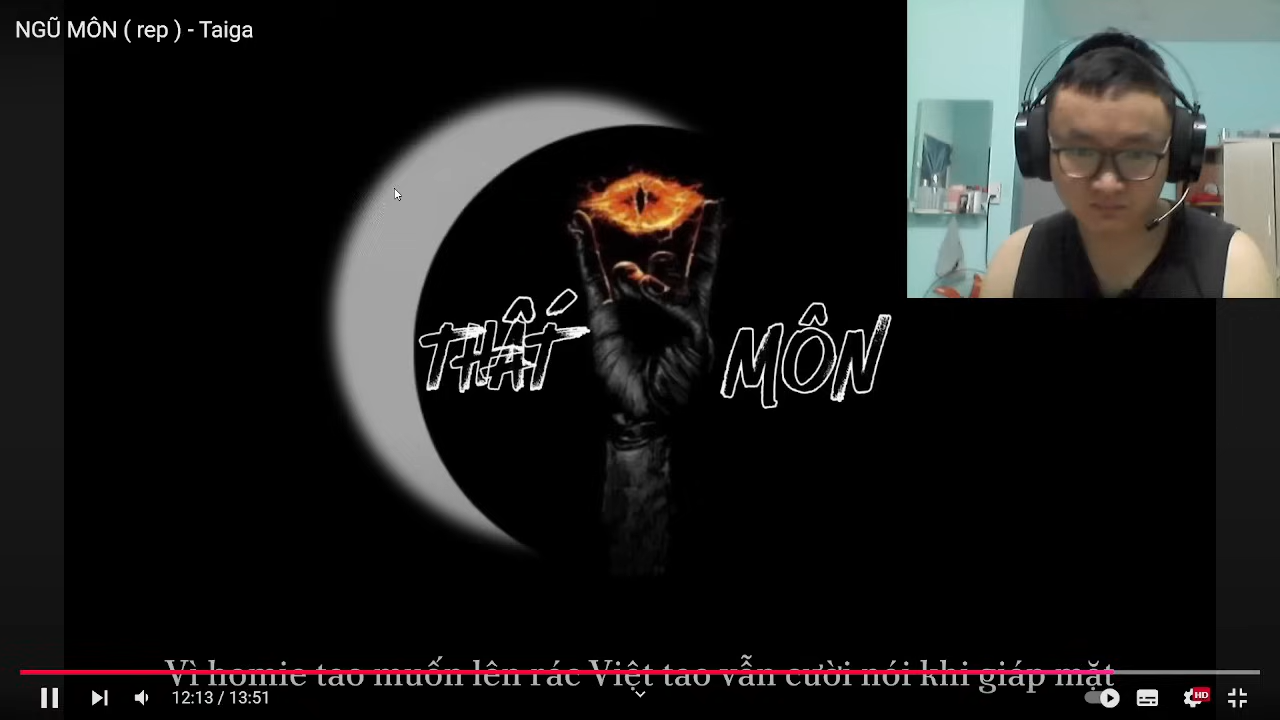 NGŨ MÔN ( rep ) - Taiga
THẤT MÔN
Vì homie tao muốn lên rác Việt tao vẫn cười nói khi giáp mặt
12:13 / 13:51
HD